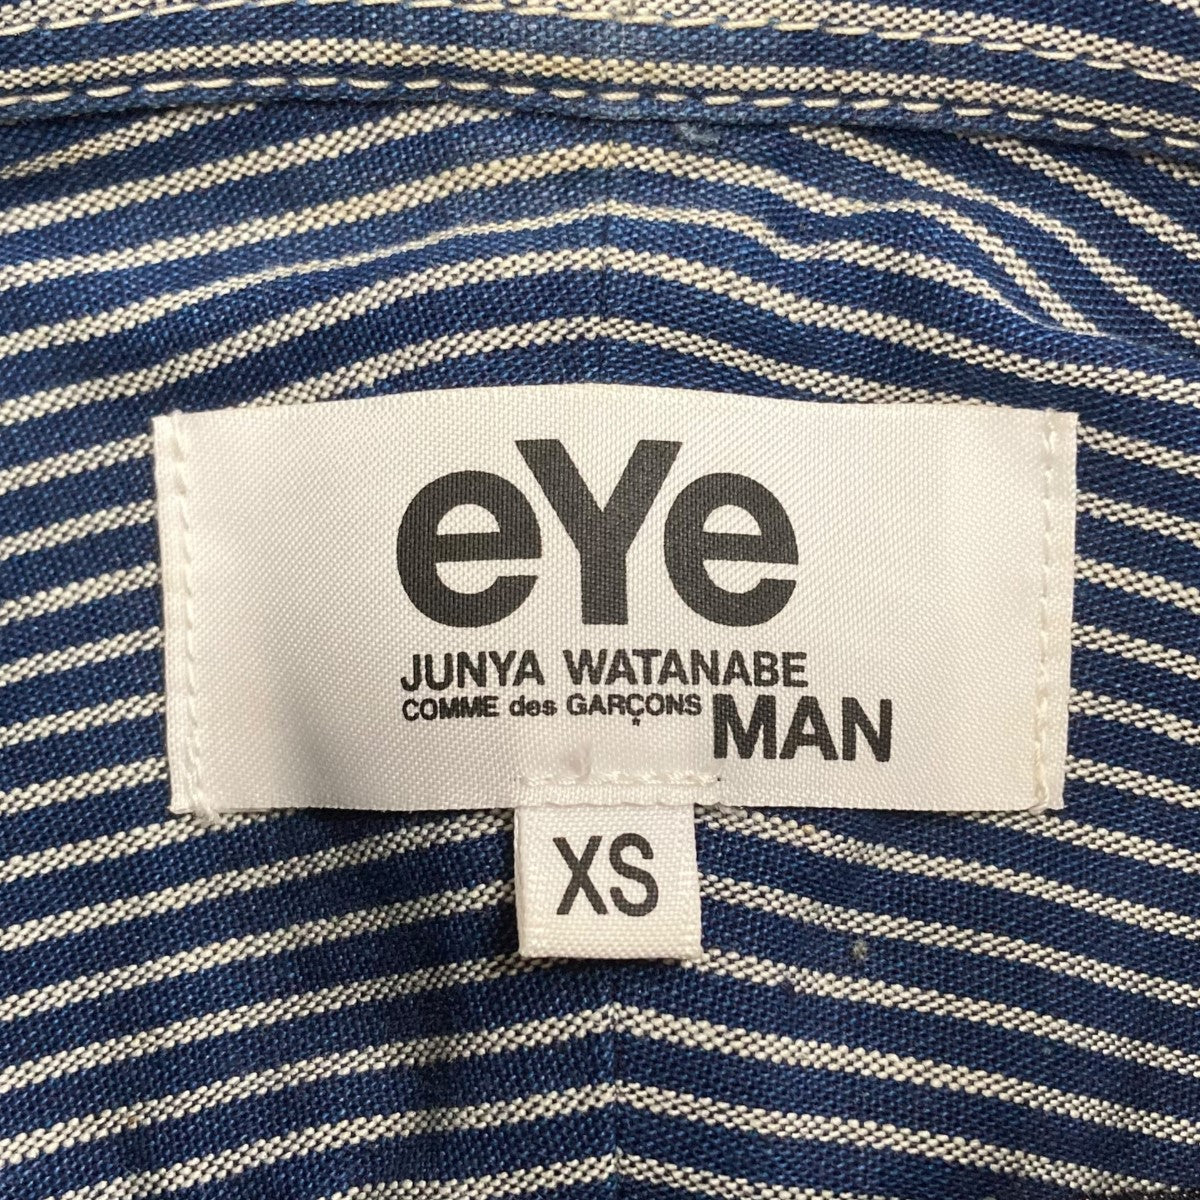 eYe
JUNYA WATANABE
COMME des GARÇONS MAN
XS